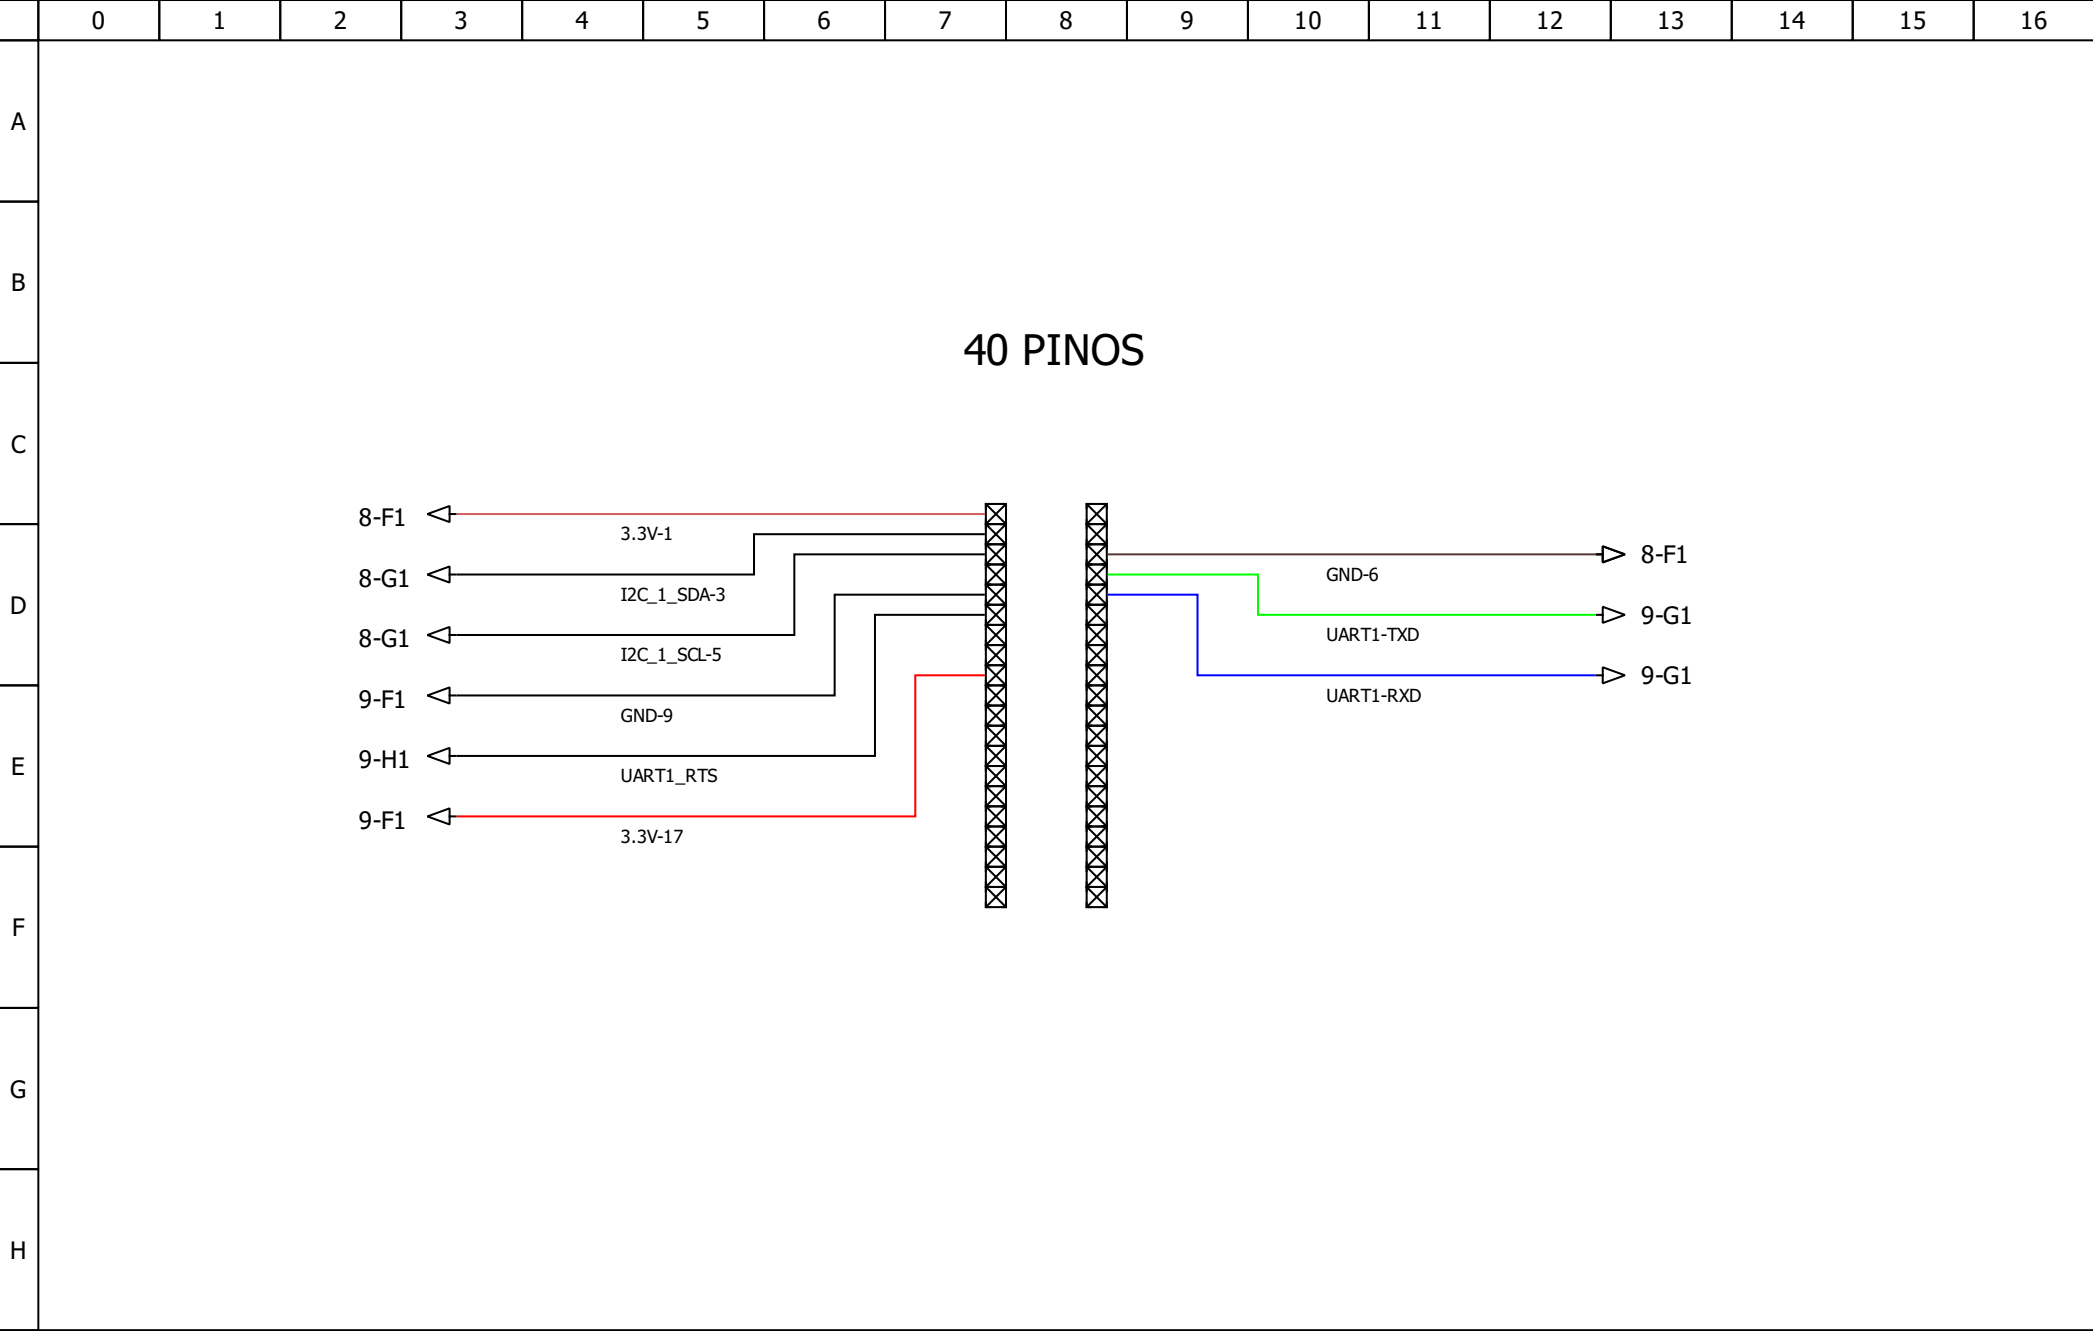 0 1 2 3 4 5 6 7 8 9 10 11 12 13 14 15 16
A
B
40 PINOS
C
8-F1
3.3V-1
8-F1
8-G1
GND-6
I2C_1_SDA-3
D
9-G1
8-G1
UART1-TXD
I2C_1_SCL-5
9-G1
9-F1
UART1-RXD
GND-9
9-H1
E
UART1_RTS
9-F1
3.3V-17
F
G
H